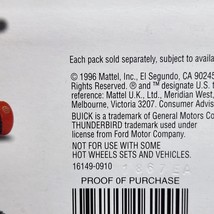 Each pack sold separately, subject to availa
© 1996 Mattel, Inc., El Segundo, CA 90245
Rights Reserved. ® and ™ designate U.S.
reference: Mattel U.K., Ltd., Meridian West,
Melbourne, Victoria 3207. Consumer Advis
BUICK is a trademark of General Motors Co
THUNDERBIRD trademark used under
license from Ford Motor Company.
NOT FOR USE WITH SOME
HOT WHEELS SETS AND VEHICLES.
16149-0910
PROOF OF PURCHASE